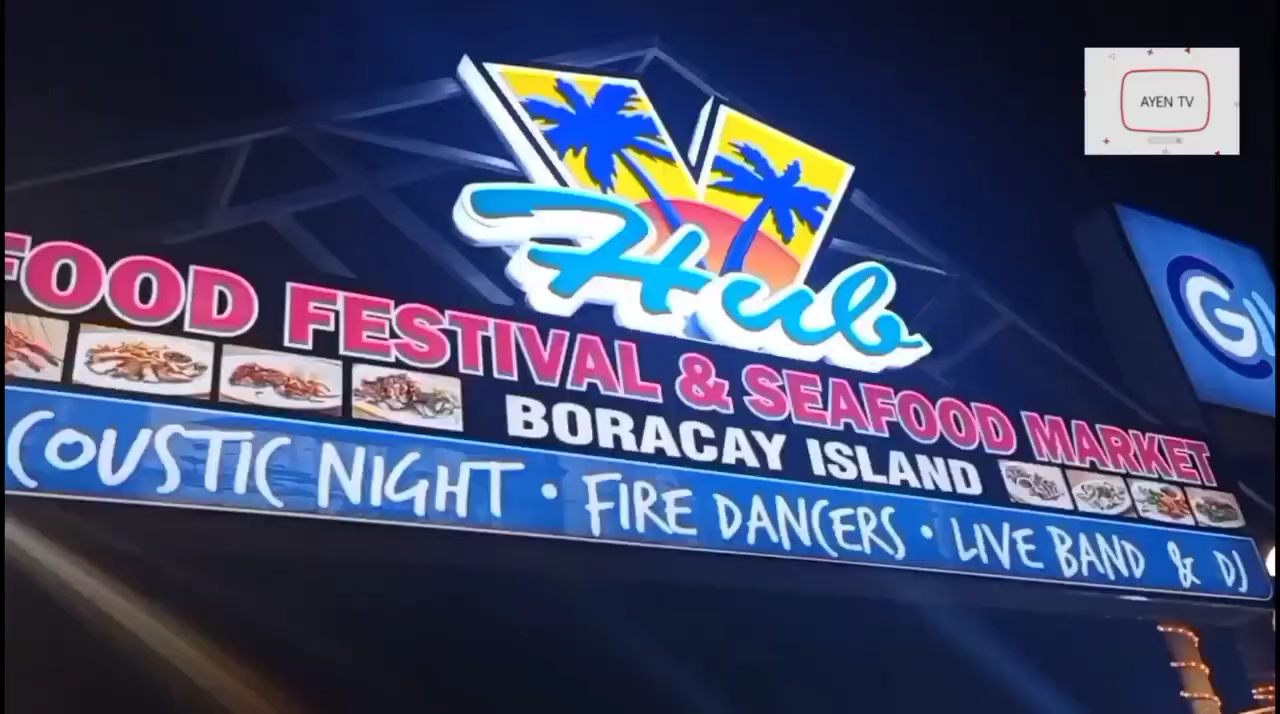 AYEN TV
Hub
FOOD FESTIVAL & SEAFOOD MARKET
BORACAY ISLAND
COUSTIC NIGHT • FIRE DANCERS • LIVE BAND & DJ